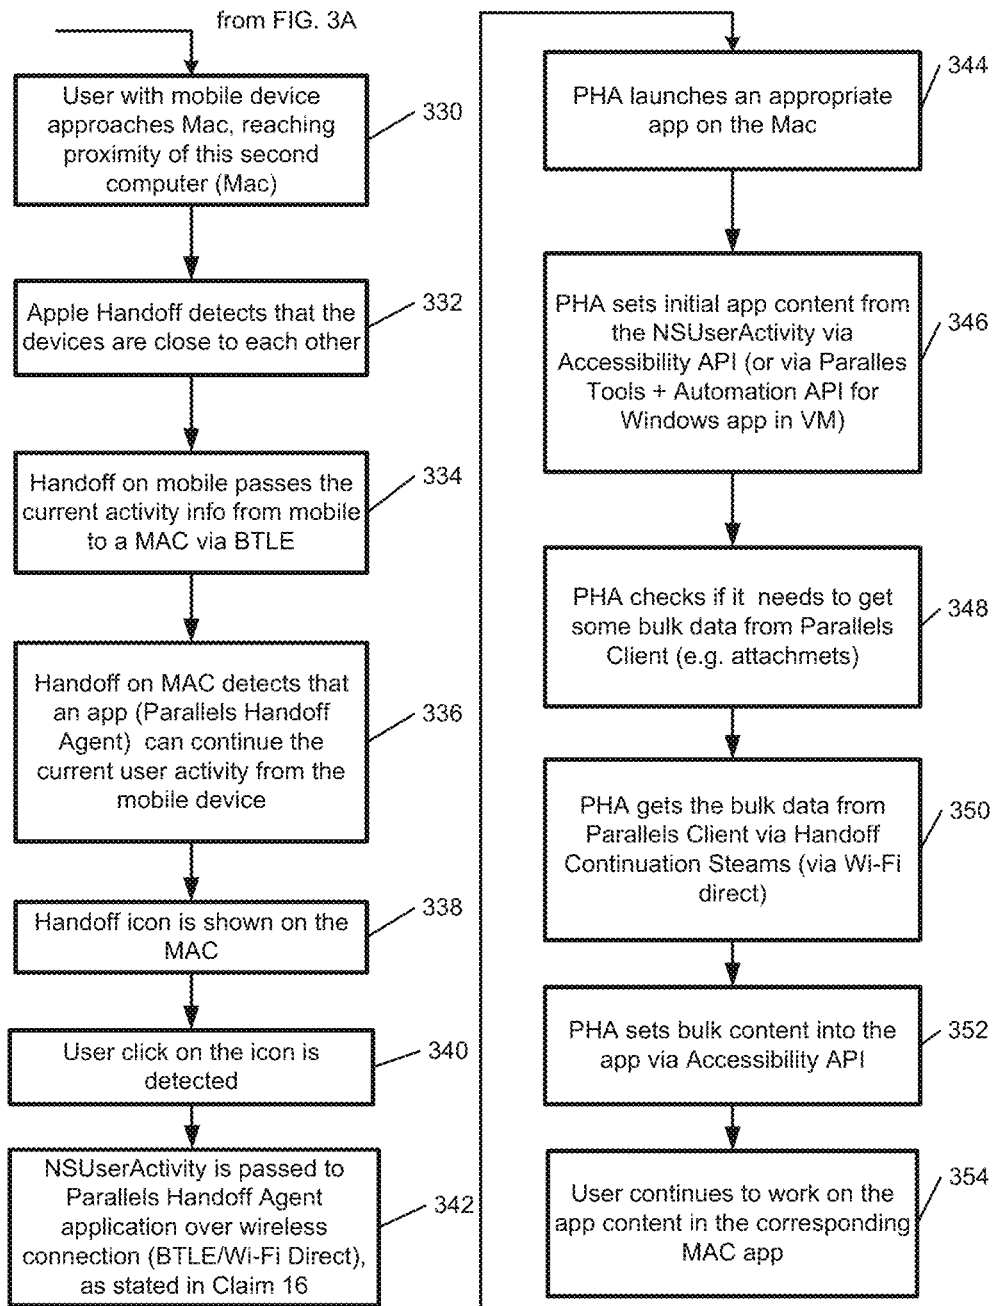 from FIG. 3A
User with mobile device
approaches Mac, reaching
proximity of this second
computer (Mac)
330
Apple Handoff detects that the
devices are close to each other
332
Handoff on mobile passes the
current activity info from mobile
to a MAC via BTLE
334
Handoff on MAC detects that
an app (Parallels Handoff
Agent) can continue the
current user activity from the
mobile device
336
Handoff icon is shown on the
MAC
338
User click on the icon is
detected
340
NSUserActivity is passed to
Parallels Handoff Agent
application over wireless
connection (BTLE/Wi-Fi Direct),
as stated in Claim 16
342
PHA launches an appropriate
app on the Mac
344
PHA sets initial app content from
the NSUserActivity via
Accessibility API (or via Paralles
Tools + Automation API for
Windows app in VM)
346
PHA checks if it needs to get
some bulk data from Parallels
Client (e.g. attachmets)
348
PHA gets the bulk data from
Parallels Client via Handoff
Continuation Steams (via Wi-Fi
direct)
350
PHA sets bulk content into the
app via Accessibility API
352
User continues to work on the
app content in the corresponding
MAC app
354